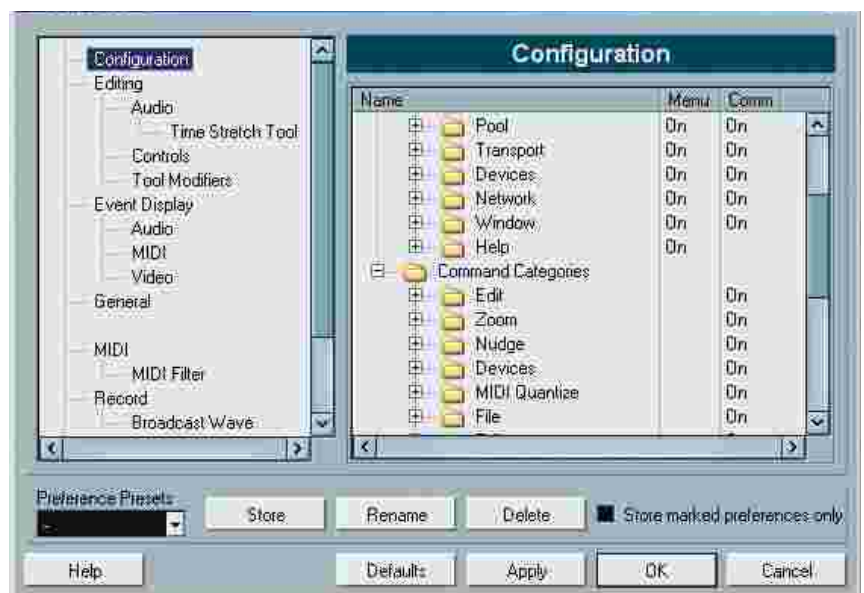 Configuration
Editing
Audio
Time Stretch Tool
Controls
Tool Modifiers
Event Display
Audio
MIDI
Video
General
MIDI
MIDI Filter
Record
Broadcast Wave
Configuration
Name Menu Comm
Pool On On
Transport On On
Devices On On
Network On On
Window On On
Help On
Command Categories
Edit On
Zoom On
Nudge On
Devices On
MIDI Quantize On
File On
Preference Presets
Store
Rename
Delete
Store marked preferences only
Help
Defaults
Apply
OK
Cancel